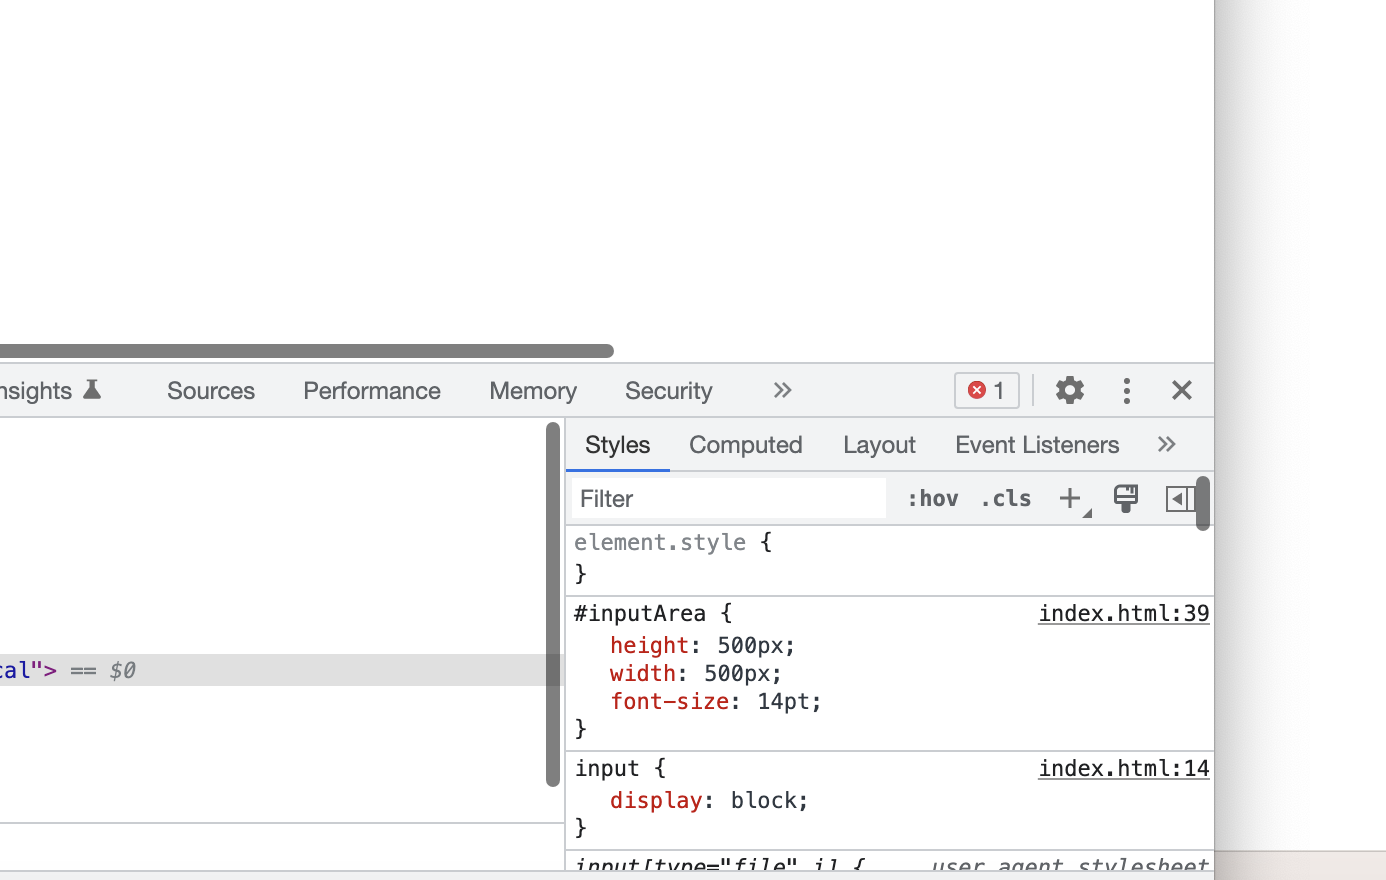 nsights Sources Performance Memory Security 1
Styles Computed Layout Event Listeners
Filter :hov .cls
element.style {
}
#inputArea { index.html:39
height: 500px;
width: 500px;
font-size: 14pt;
}
cal"> == $0
input { index.html:14
display: block;
}
input[type="file" i] { user agent stylesheet